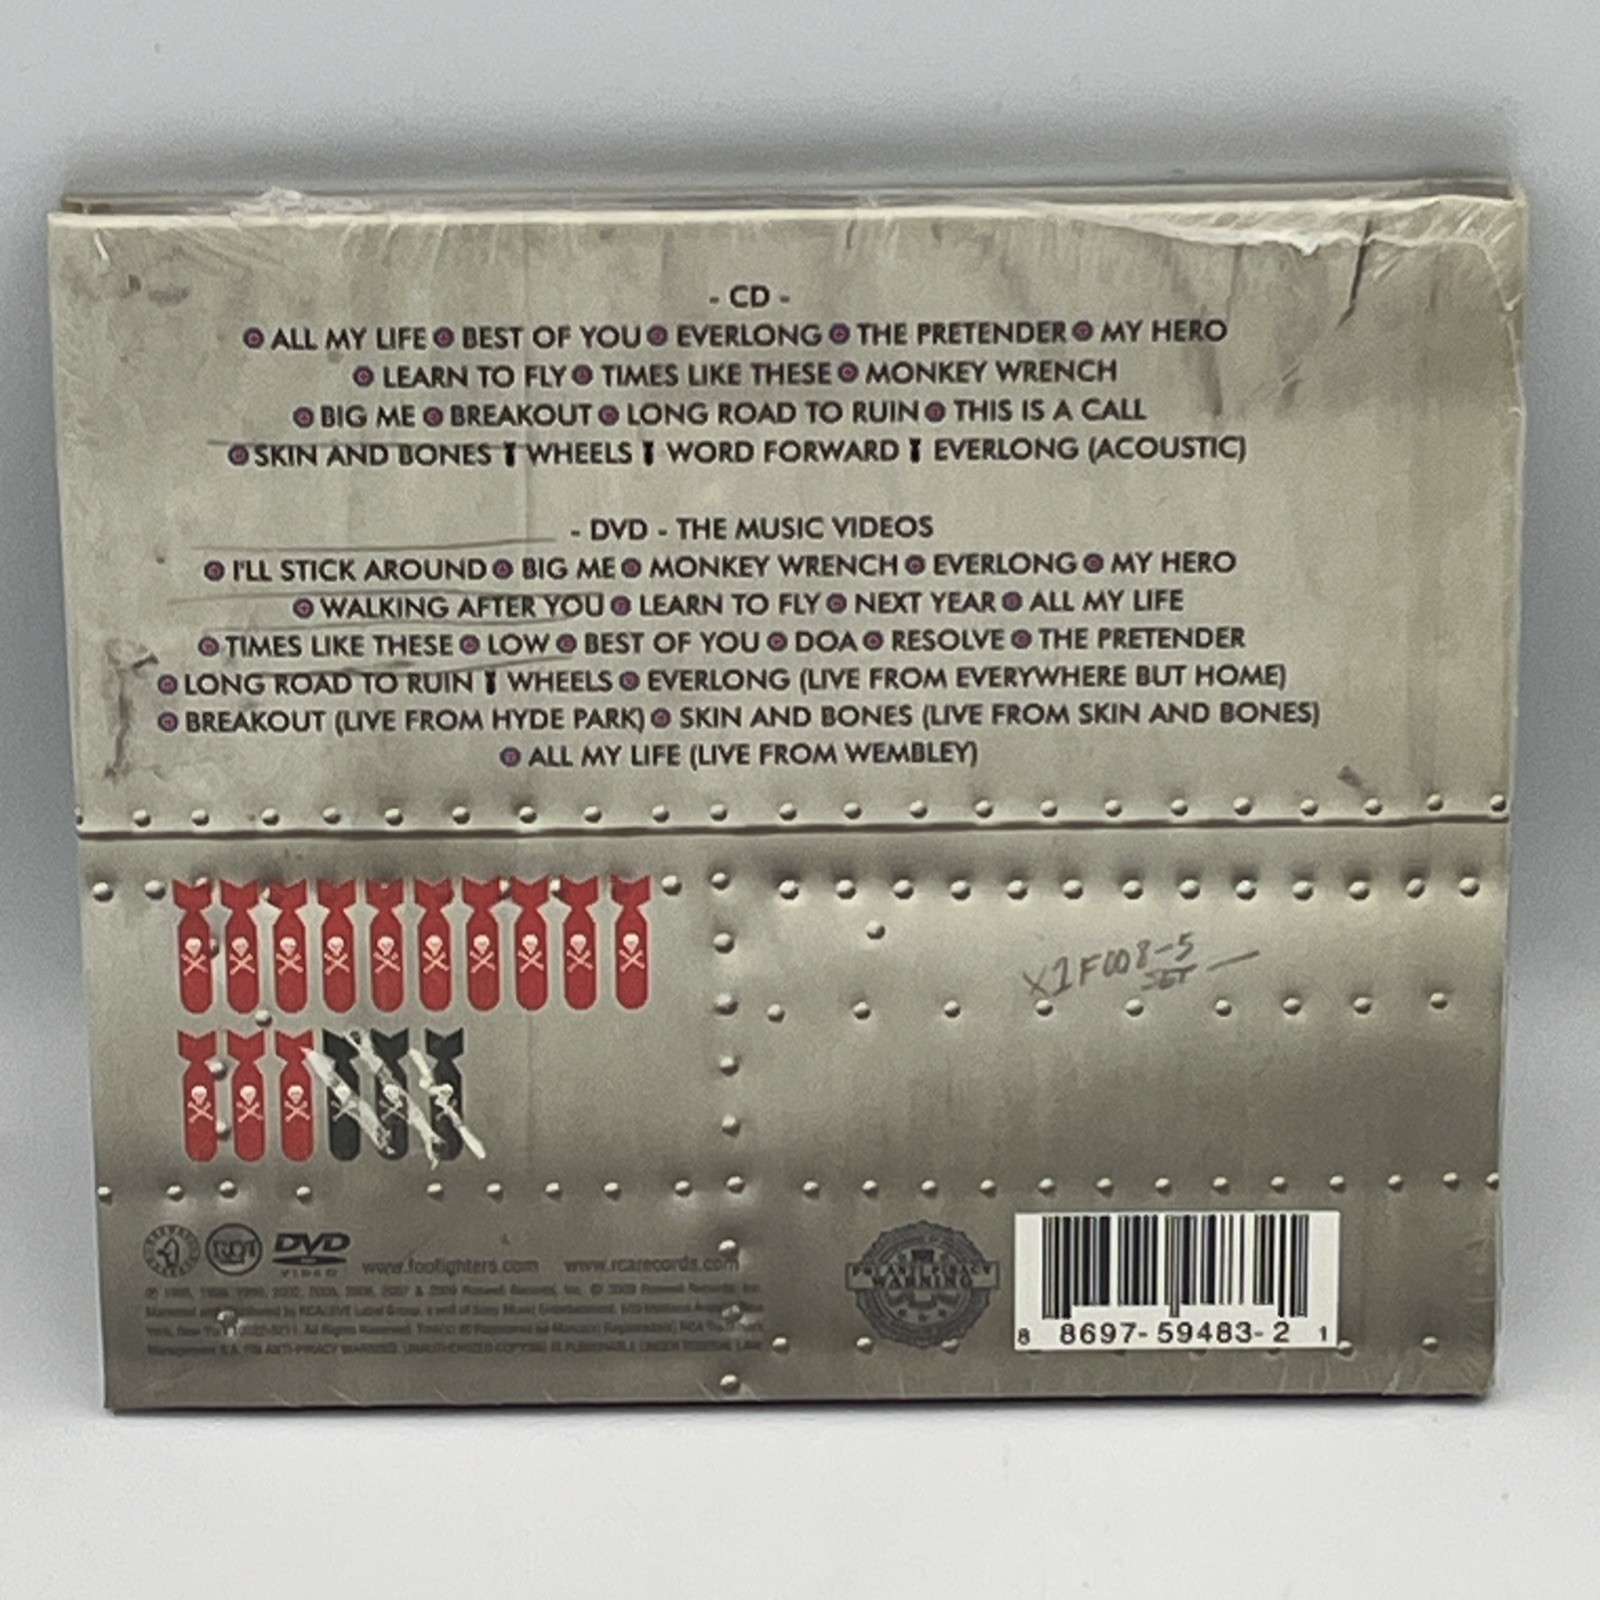 - CD -
ALL MY LIFE BEST OF YOU EVERLONG THE PRETENDER MY HERO
LEARN TO FLY TIMES LIKE THESE MONKEY WRENCH
BIG ME BREAKOUT LONG ROAD TO RUIN THIS IS A CALL
SKIN AND BONES WHEELS WORD FORWARD EVERLONG (ACOUSTIC)
- DVD - THE MUSIC VIDEOS
I'LL STICK AROUND BIG ME MONKEY WRENCH EVERLONG MY HERO
WALKING AFTER YOU LEARN TO FLY NEXT YEAR ALL MY LIFE
TIMES LIKE THESE LOW BEST OF YOU DOA RESOLVE THE PRETENDER
LONG ROAD TO RUIN WHEELS EVERLONG (LIVE FROM EVERYWHERE BUT HOME)
BREAKOUT (LIVE FROM HYDE PARK) SKIN AND BONES (LIVE FROM SKIN AND BONES)
ALL MY LIFE (LIVE FROM WEMBLEY)
X1F008-5
RCA DVD
VIDEO
www.foofighters.com www.rcarecords.com
FBI ANTI-PIRACY
WARNING
8 8697-59483-2 1